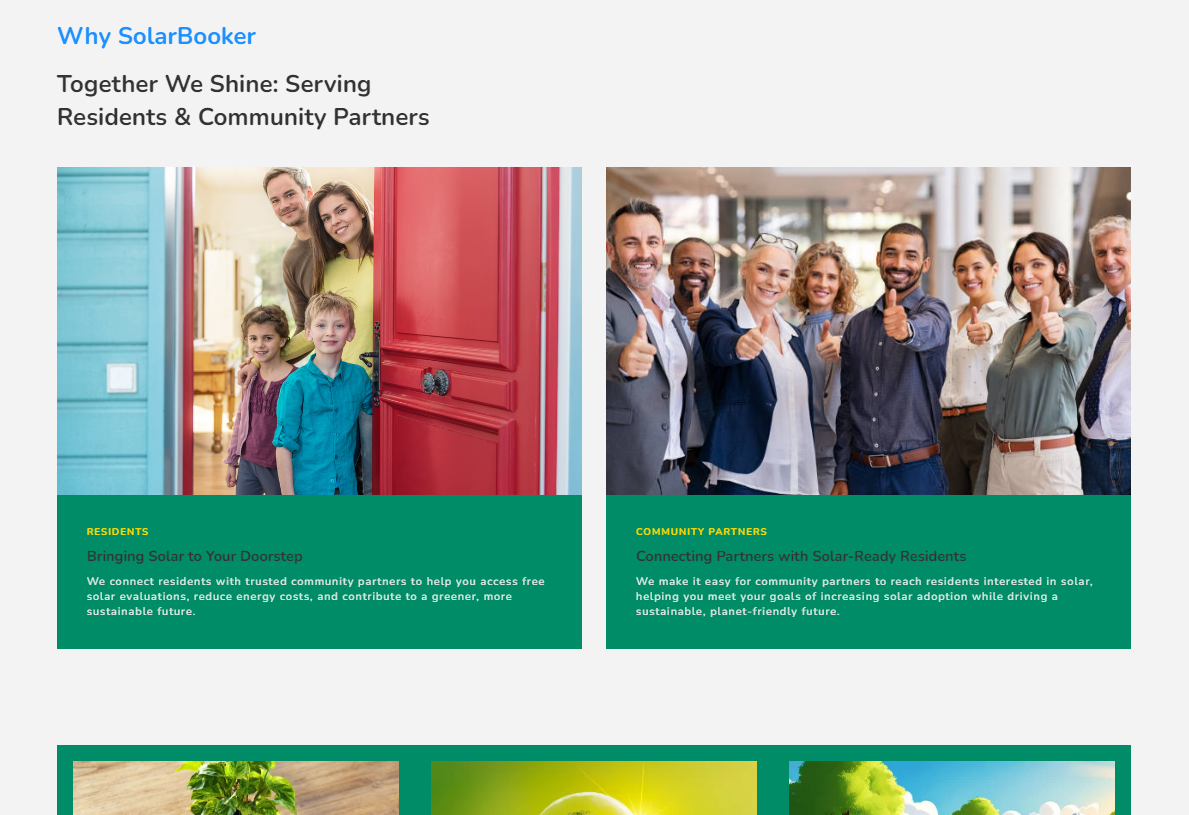 Why SolarBooker
Together We Shine: Serving
Residents & Community Partners
RESIDENTS
Bringing Solar to Your Doorstep
We connect residents with trusted community partners to help you access free
solar evaluations, reduce energy costs, and contribute to a greener, more
sustainable future.
COMMUNITY PARTNERS
Connecting Partners with Solar-Ready Residents
We make it easy for community partners to reach residents interested in solar,
helping you meet your goals of increasing solar adoption while driving a
sustainable, planet-friendly future.